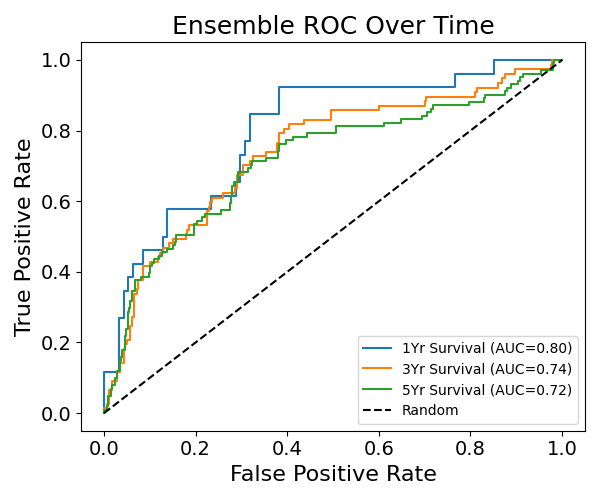 Ensemble ROC Over Time
True Positive Rate
1.0
0.8
0.6
0.4
0.2
0.0
1Yr Survival (AUC=0.80)
3Yr Survival (AUC=0.74)
5Yr Survival (AUC=0.72)
Random
0.0 0.2 0.4 0.6 0.8 1.0
False Positive Rate